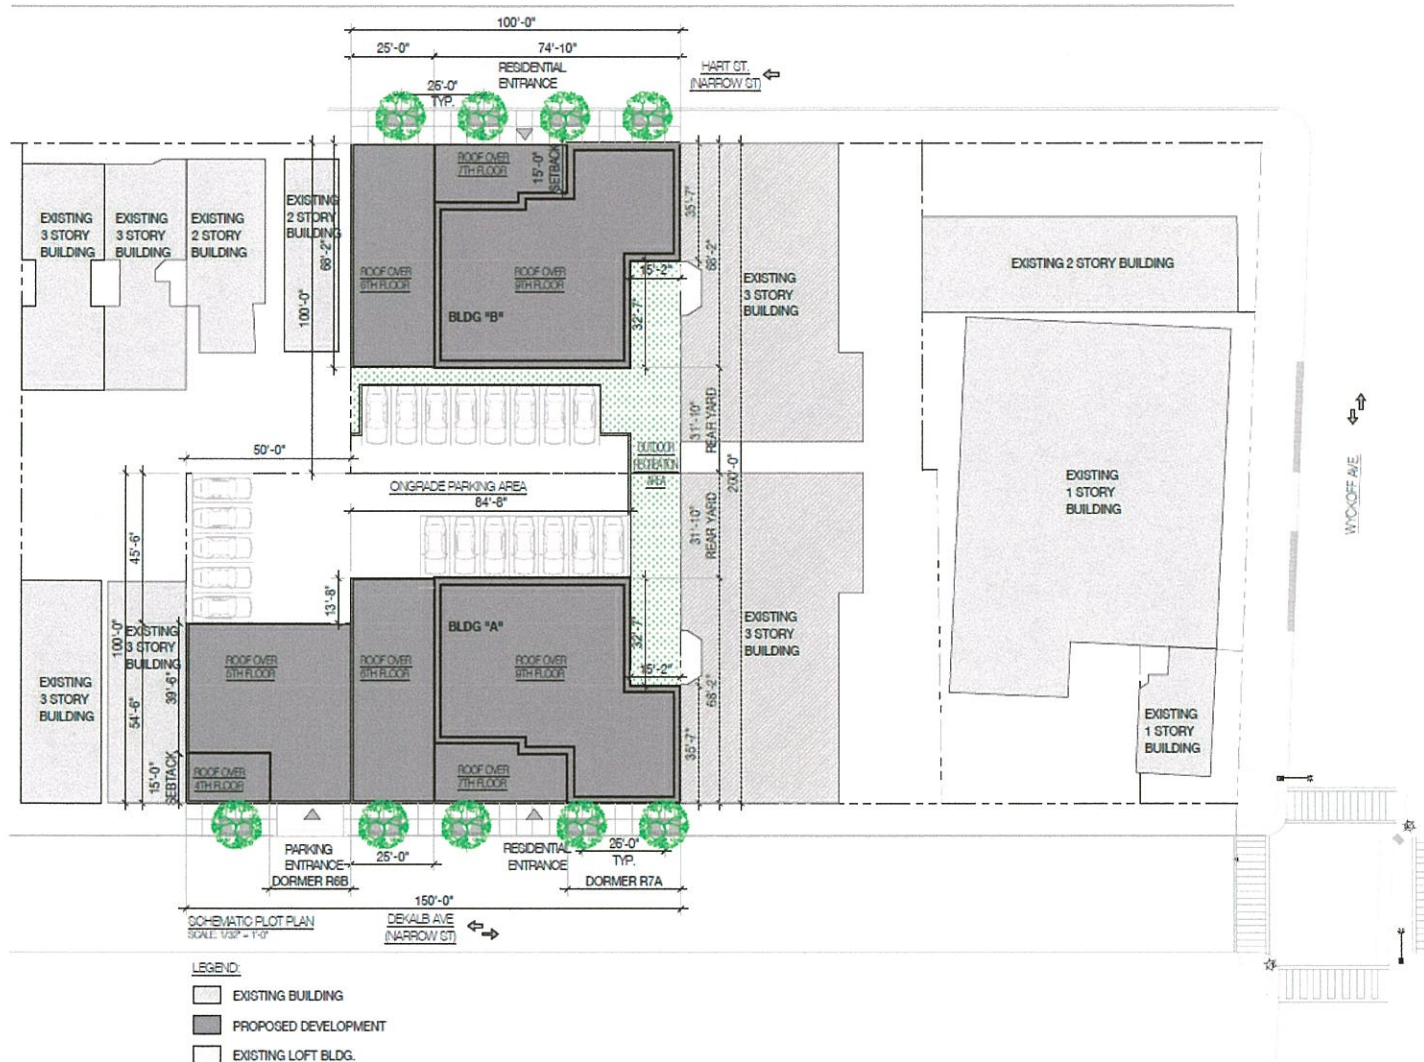 100'-0"
25'-0"
74'-10"
RESIDENTIAL
ENTRANCE
HART ST.
(NARROW ST)
25'-0"
TYP.
ROOF OVER
7TH FLOOR
15'-0"
SETBACK
EXISTING
3 STORY
BUILDING
EXISTING
3 STORY
BUILDING
EXISTING
2 STORY
BUILDING
EXISTING
2 STORY
BUILDING
68'-2"
100'-0"
ROOF OVER
6TH FLOOR
ROOF OVER
9TH FLOOR
BLDG "B"
15'-2"
32'-7"
35'-7"
68'-2"
EXISTING
3 STORY
BUILDING
EXISTING 2 STORY BUILDING
31'-10"
REAR YARD
200'-0"
50'-0"
OUTDOOR
RECREATION
AREA
ONGRADE PARKING AREA
84'-8"
31'-10"
REAR YARD
EXISTING
1 STORY
BUILDING
WYCKOFF AVE.
45'-6"
13'-8"
100'-0"
54'-6"
39'-6"
15'-0"
SEBTACK
EXISTING
3 STORY
BUILDING
EXISTING
3 STORY
BUILDING
ROOF OVER
5TH FLOOR
ROOF OVER
6TH FLOOR
BLDG "A"
ROOF OVER
9TH FLOOR
32'-7"
15'-2"
68'-2"
35'-7"
EXISTING
3 STORY
BUILDING
EXISTING
1 STORY
BUILDING
ROOF OVER
4TH FLOOR
ROOF OVER
7TH FLOOR
PARKING
ENTRANCE
DORMER R6B
25'-0"
RESIDENTIAL
ENTRANCE
25'-0"
TYP.
DORMER R7A
150'-0"
SCHEMATIC PLOT PLAN
SCALE: 1/32" = 1'-0"
DEKALB AVE
(NARROW ST)
LEGEND:
EXISTING BUILDING
PROPOSED DEVELOPMENT
EXISTING LOFT BLDG.